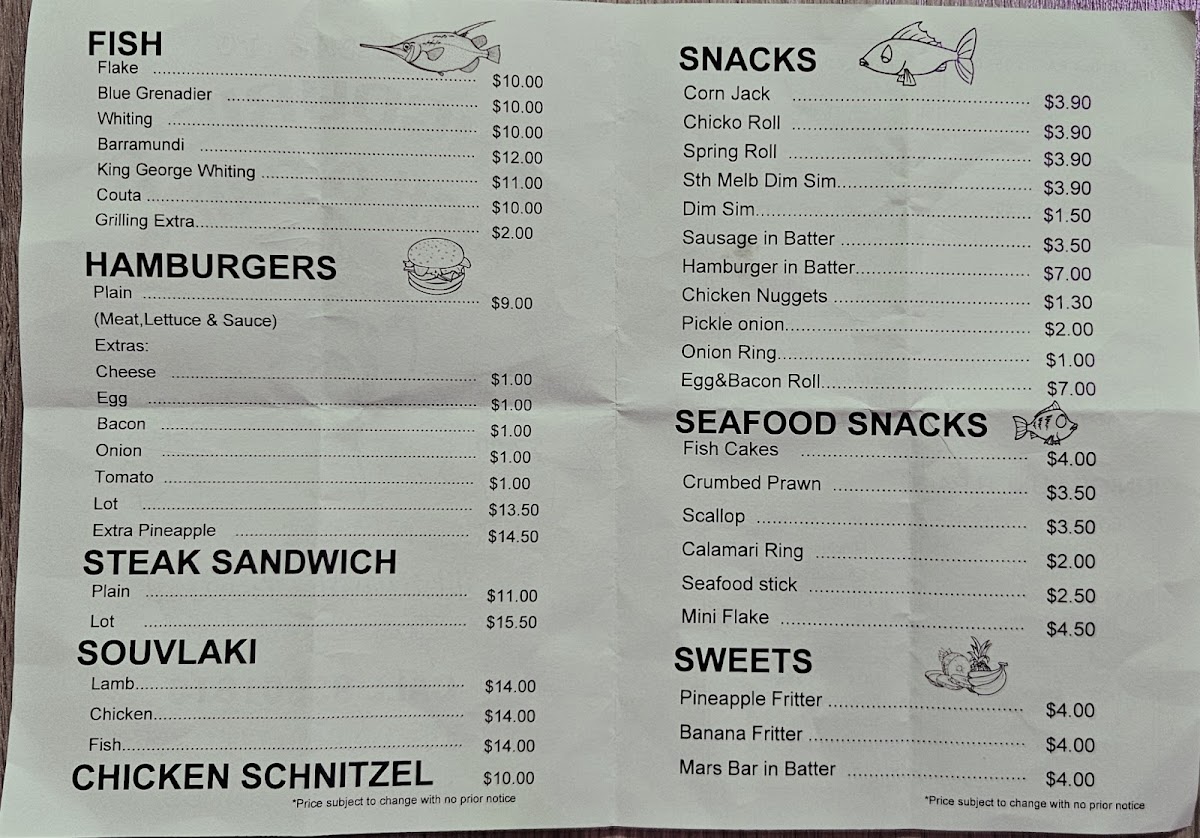 FISH
Flake $10.00
Blue Grenadier $10.00
Whiting $10.00
Barramundi $12.00
King George Whiting $11.00
Couta $10.00
Grilling Extra $2.00
HAMBURGERS
Plain $9.00
(Meat,Lettuce & Sauce)
Extras:
Cheese $1.00
Egg $1.00
Bacon $1.00
Onion $1.00
Tomato $1.00
Lot $13.50
Extra Pineapple $14.50
STEAK SANDWICH
Plain $11.00
Lot $15.50
SOUVLAKI
Lamb $14.00
Chicken $14.00
Fish $14.00
CHICKEN SCHNITZEL $10.00
*Price subject to change with no prior notice
SNACKS
Corn Jack $3.90
Chicko Roll $3.90
Spring Roll $3.90
Sth Melb Dim Sim $3.90
Dim Sim $1.50
Sausage in Batter $3.50
Hamburger in Batter $7.00
Chicken Nuggets $1.30
Pickle onion $2.00
Onion Ring $1.00
Egg&Bacon Roll $7.00
SEAFOOD SNACKS
Fish Cakes $4.00
Crumbed Prawn $3.50
Scallop $3.50
Calamari Ring $2.00
Seafood stick $2.50
Mini Flake $4.50
SWEETS
Pineapple Fritter $4.00
Banana Fritter $4.00
Mars Bar in Batter $4.00
*Price subject to change with no prior notice